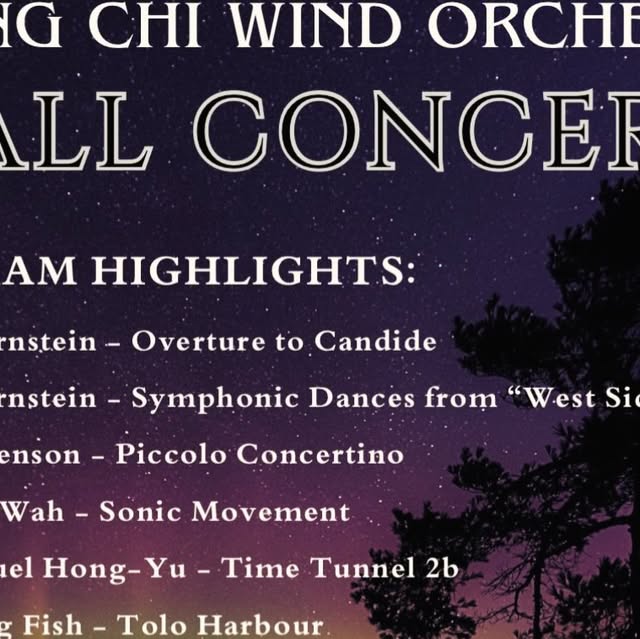 NG CHI WIND ORCHE
ALL CONCER
AM HIGHLIGHTS:
rnstein – Overture to Candide
rnstein – Symphonic Dances from “West Sid
enson – Piccolo Concertino
Wah – Sonic Movement
uel Hong-Yu – Time Tunnel 2b
g Fish – Tolo Harbour